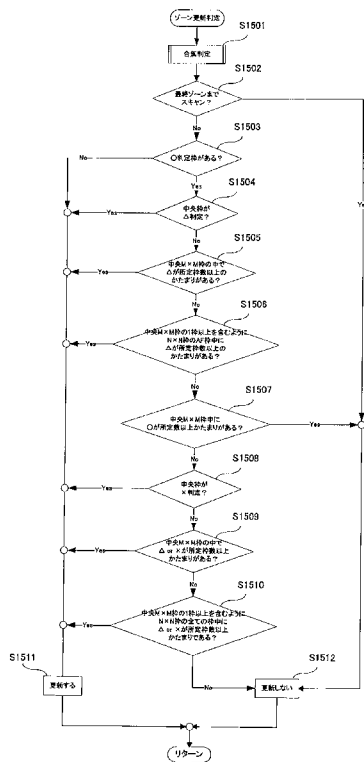 ゾーン更新判定
S1501
合焦判定
S1502
最終ゾーンまで
スキャン?
No
S1503
No
○判定枠がある?
Yes
S1504
Yes
中央枠が
△判定?
No
S1505
Yes
中央M×M枠の中で
△が所定枠数以上の
かたまりがある?
No
S1506
Yes
中央M×M枠の1枠以上を含むように
N×N枠のAF枠中に
△が所定枠数以上の
かたまりがある?
No
S1507
中央M×M枠中に
○が所定数以上かたまりがある?
Yes
No
S1508
Yes
中央枠が
×判定?
No
S1509
Yes
中央M×M枠の中で
△ or ×が所定枠数以上
かたまりがある?
No
S1510
Yes
中央M×M枠の1枠以上を含むように
N×N枠の全ての枠中に
△ or ×が所定枠数以上
かたまりである?
No
S1511
更新する
S1512
更新しない
リターン